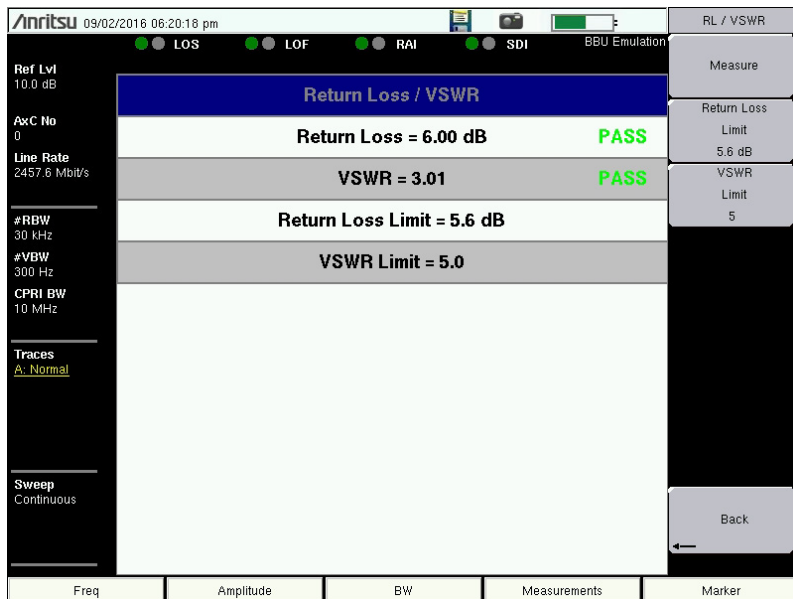 /Inritsu 09/02/2016 06:20:18 pm
RL / VSWR
LOS LOF RAI SDI BBU Emulation
Ref Lvl
10.0 dB
AxC No
0
Line Rate
2457.6 Mbit/s
#RBW
30 kHz
#VBW
300 Hz
CPRI BW
10 MHz
Traces
A: Normal
Sweep
Continuous
Return Loss / VSWR
Return Loss = 6.00 dB PASS
VSWR = 3.01 PASS
Return Loss Limit = 5.6 dB
VSWR Limit = 5.0
Measure
Return Loss
Limit
5.6 dB
VSWR
Limit
5
Back
Freq Amplitude BW Measurements Marker